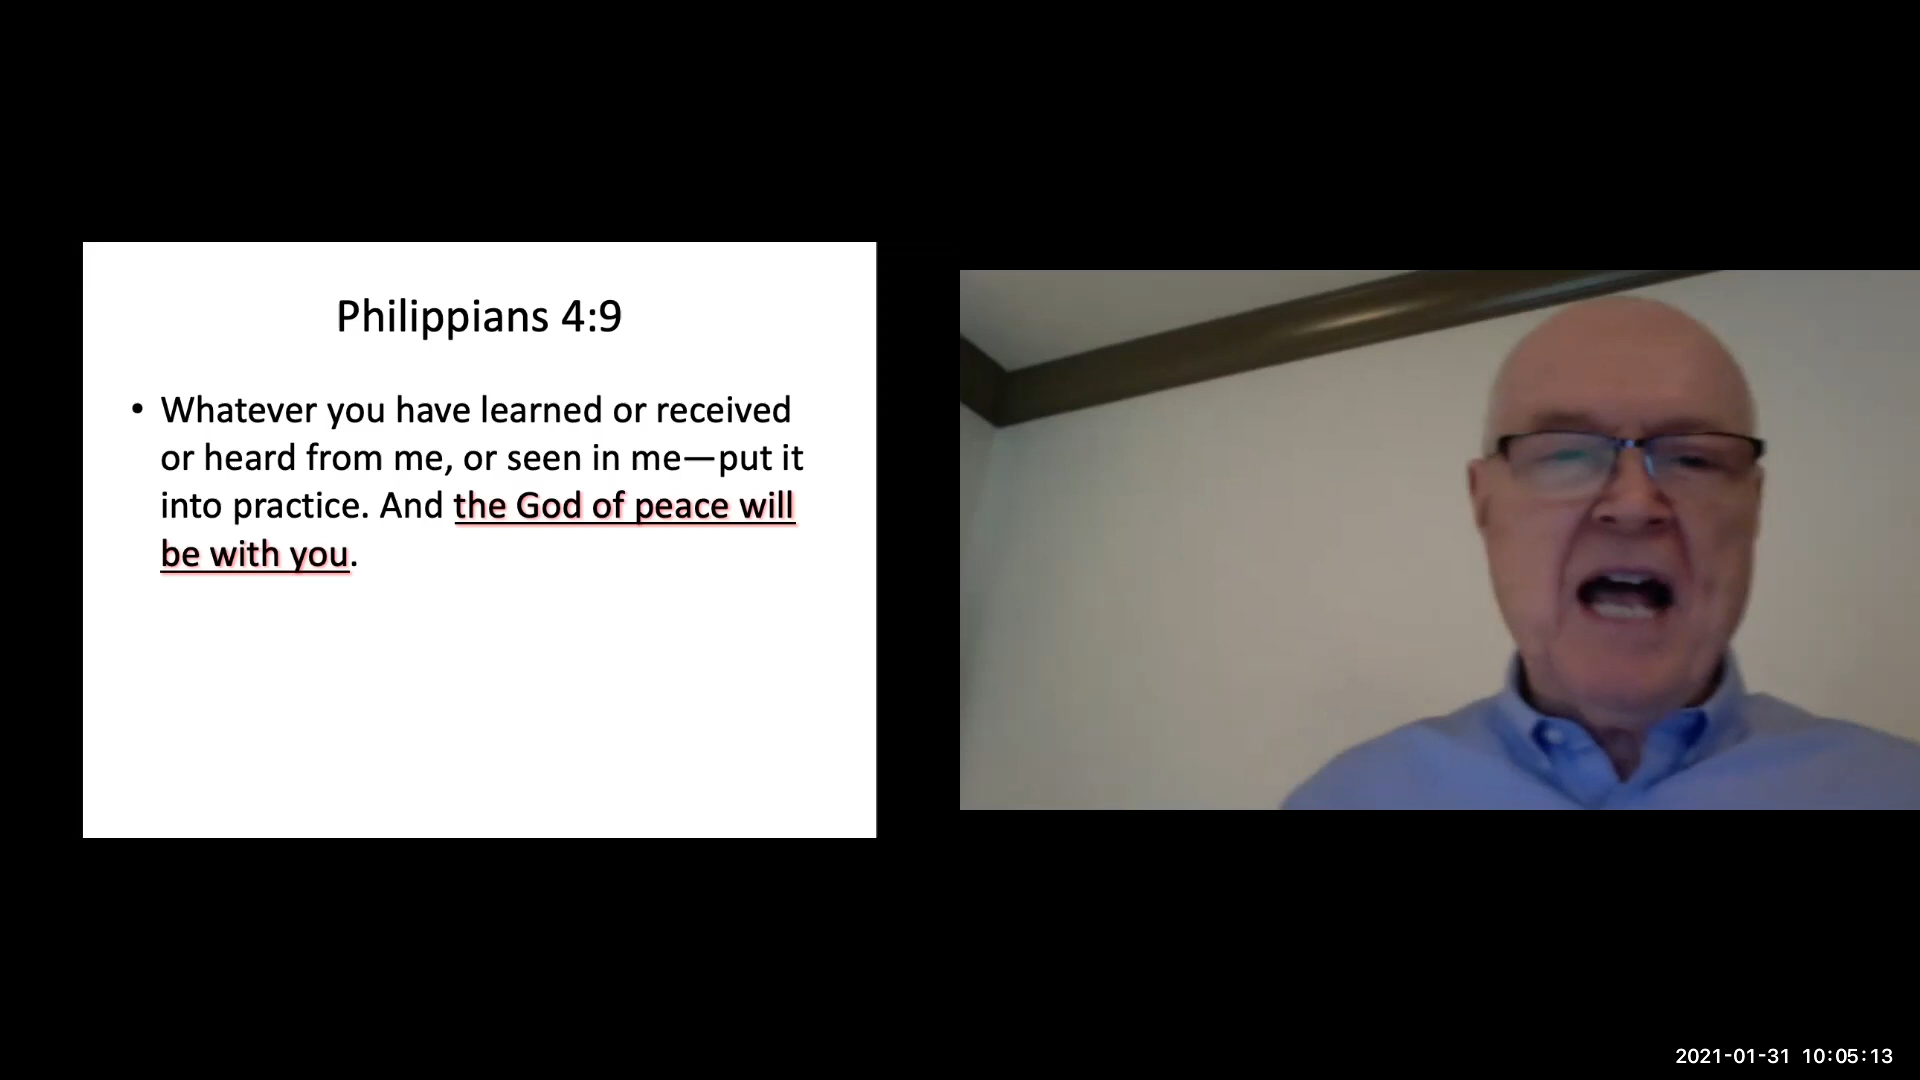 Philippians 4:9
• Whatever you have learned or received
or heard from me, or seen in me—put it
into practice. And the God of peace will
be with you.
2021-01-31 10:05:13